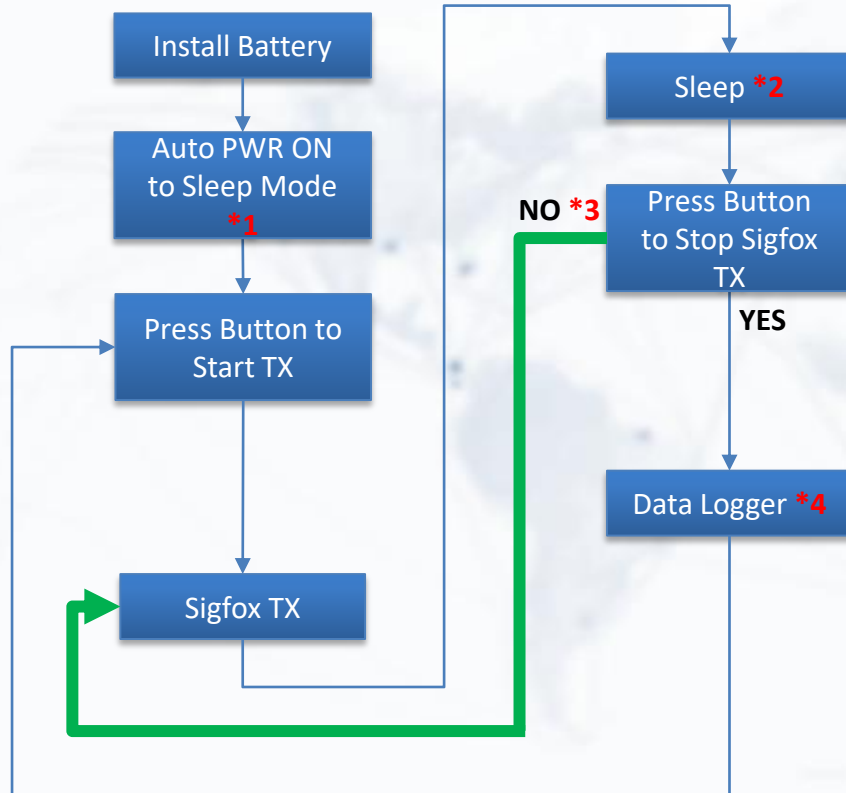 Install Battery
Auto PWR ON
to Sleep Mode
*1
Press Button to
Start TX
Sigfox TX
Sleep *2
NO *3
Press Button
to Stop Sigfox
TX
YES
Data Logger *4